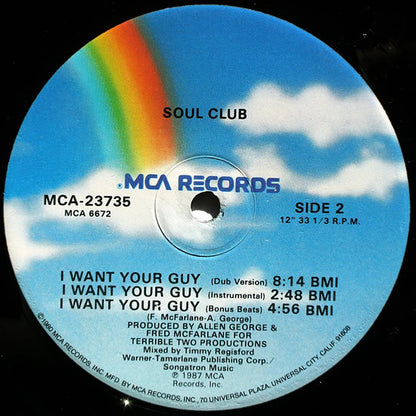 SOUL CLUB
MCA RECORDS
MCA-23735
MCA 6672
SIDE 2
12" 33 1/3 R.P.M.
I WANT YOUR GUY (Dub Version) 8:14 BMI
I WANT YOUR GUY (Instrumental) 2:48 BMI
I WANT YOUR GUY (Bonus Beats) 4:56 BMI
(F. McFarlane-A. George)
PRODUCED BY ALLEN GEORGE &
FRED MCFARLANE FOR
TERRIBLE TWO PRODUCTIONS
Mixed by Timmy Regisford
Warner-Tamerlane Publishing Corp./
Songatron Music
℗ 1987 MCA
Records, Inc.
©1980 MCA RECORDS, INC. MFG. BY MCA RECORDS, INC., 70 UNIVERSAL PLAZA, UNIVERSAL CITY, CALIF. 91608